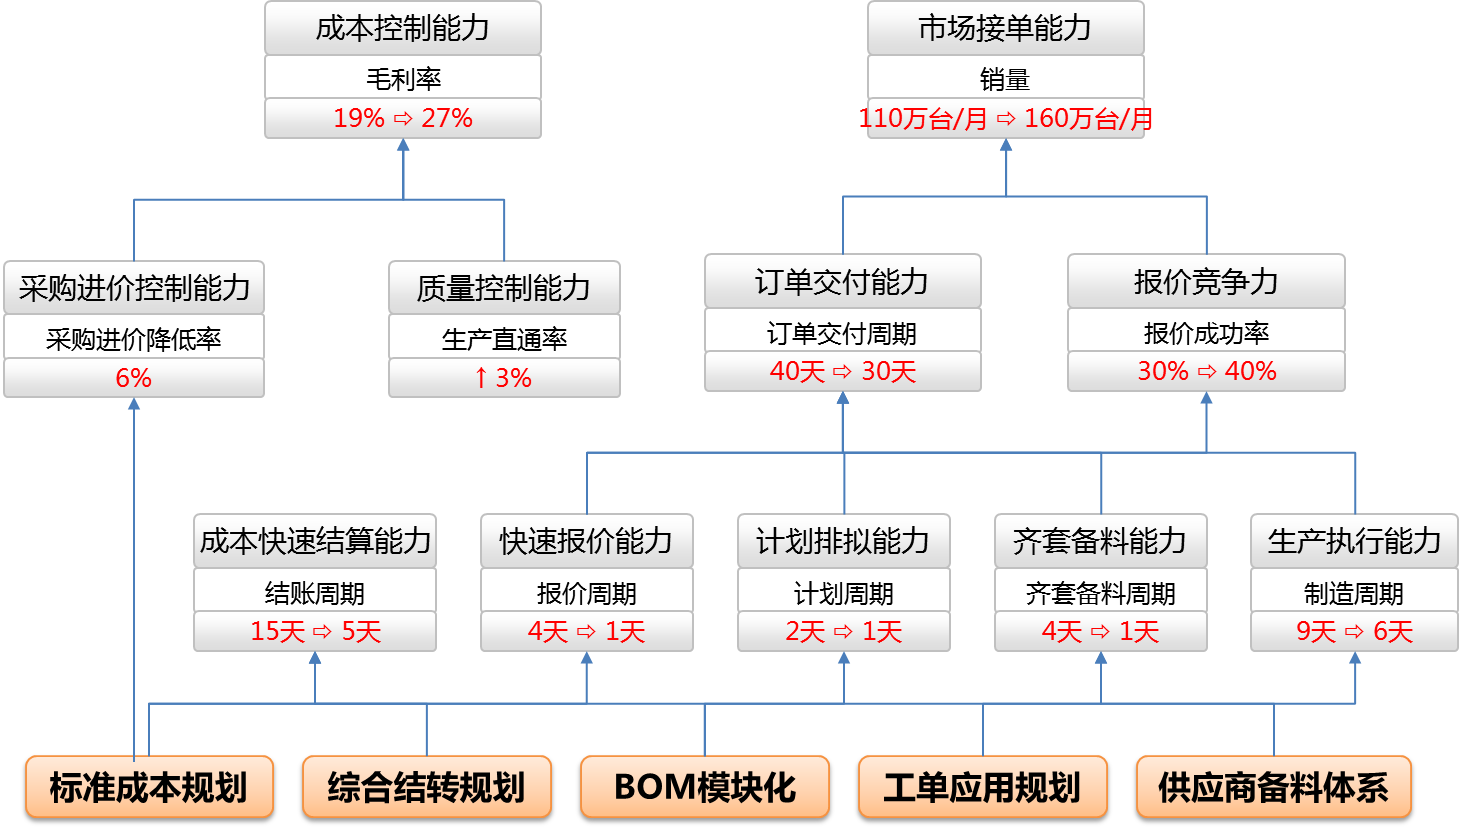 成本控制能力
毛利率
19% ⇨ 27%
市场接单能力
销量
110万台/月 ⇨ 160万台/月
采购进价控制能力
采购进价降低率
6%
质量控制能力
生产直通率
↑ 3%
订单交付能力
订单交付周期
40天 ⇨ 30天
报价竞争力
报价成功率
30% ⇨ 40%
成本快速结算能力
结账周期
15天 ⇨ 5天
快速报价能力
报价周期
4天 ⇨ 1天
计划排拟能力
计划周期
2天 ⇨ 1天
齐套备料能力
齐套备料周期
4天 ⇨ 1天
生产执行能力
制造周期
9天 ⇨ 6天
标准成本规划
综合结转规划
BOM模块化
工单应用规划
供应商备料体系